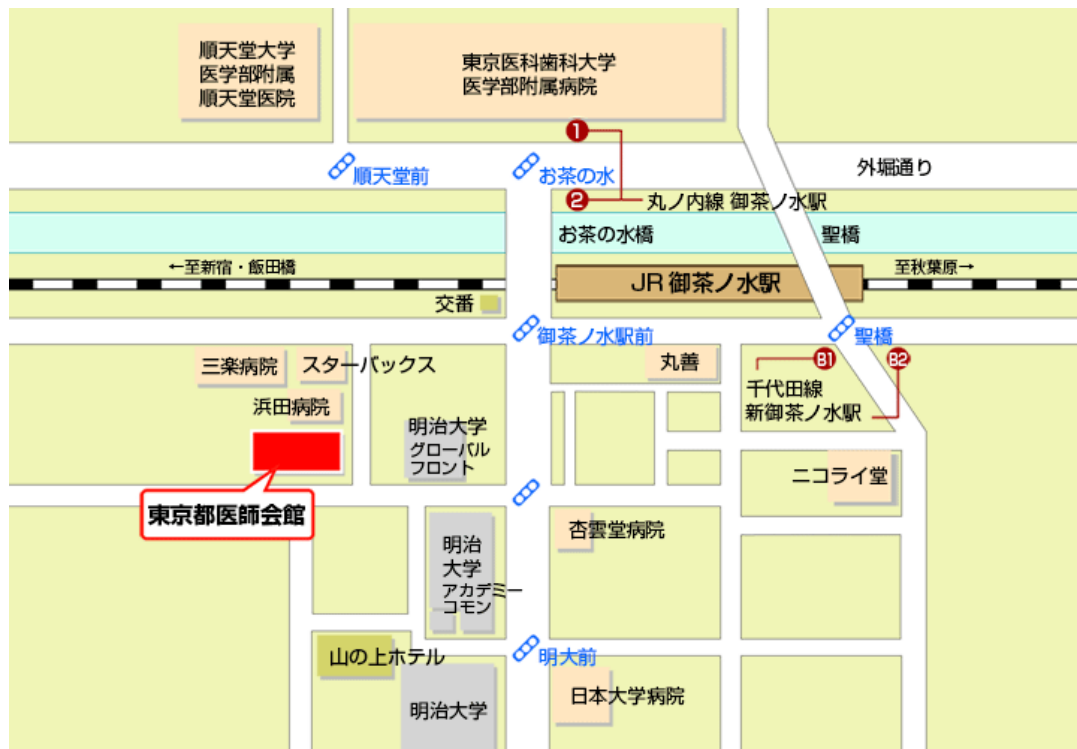 順天堂大学
医学部附属
順天堂医院
東京医科歯科大学
医学部附属病院
1
順天堂前
お茶の水
外堀通り
2
丸ノ内線 御茶ノ水駅
お茶の水橋
聖橋
←至新宿・飯田橋
JR 御茶ノ水駅
至秋葉原→
交番
御茶ノ水駅前
聖橋
三楽病院
スターバックス
丸善
B1
B2
千代田線
新御茶ノ水駅
浜田病院
明治大学
グローバル
フロント
ニコライ堂
東京都医師会館
杏雲堂病院
明治
大学
アカデミー
コモン
山の上ホテル
明大前
明治大学
日本大学病院